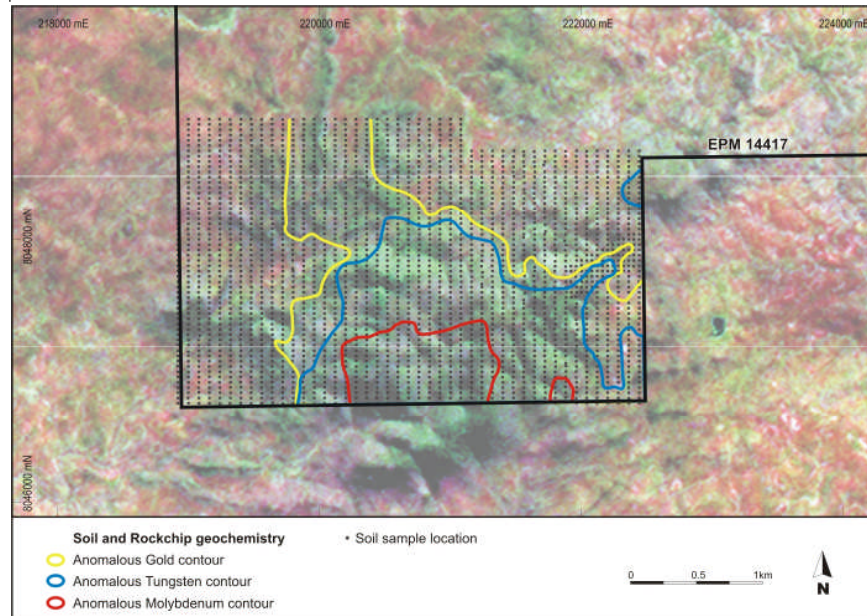 218000 mE 220000 mE 222000 mE 224000 mE
EPM 14417
8048000 mN
8046000 mN
Soil and Rockchip geochemistry
Soil sample location
Anomalous Gold contour
Anomalous Tungsten contour
Anomalous Molybdenum contour
0 0.5 1km
N